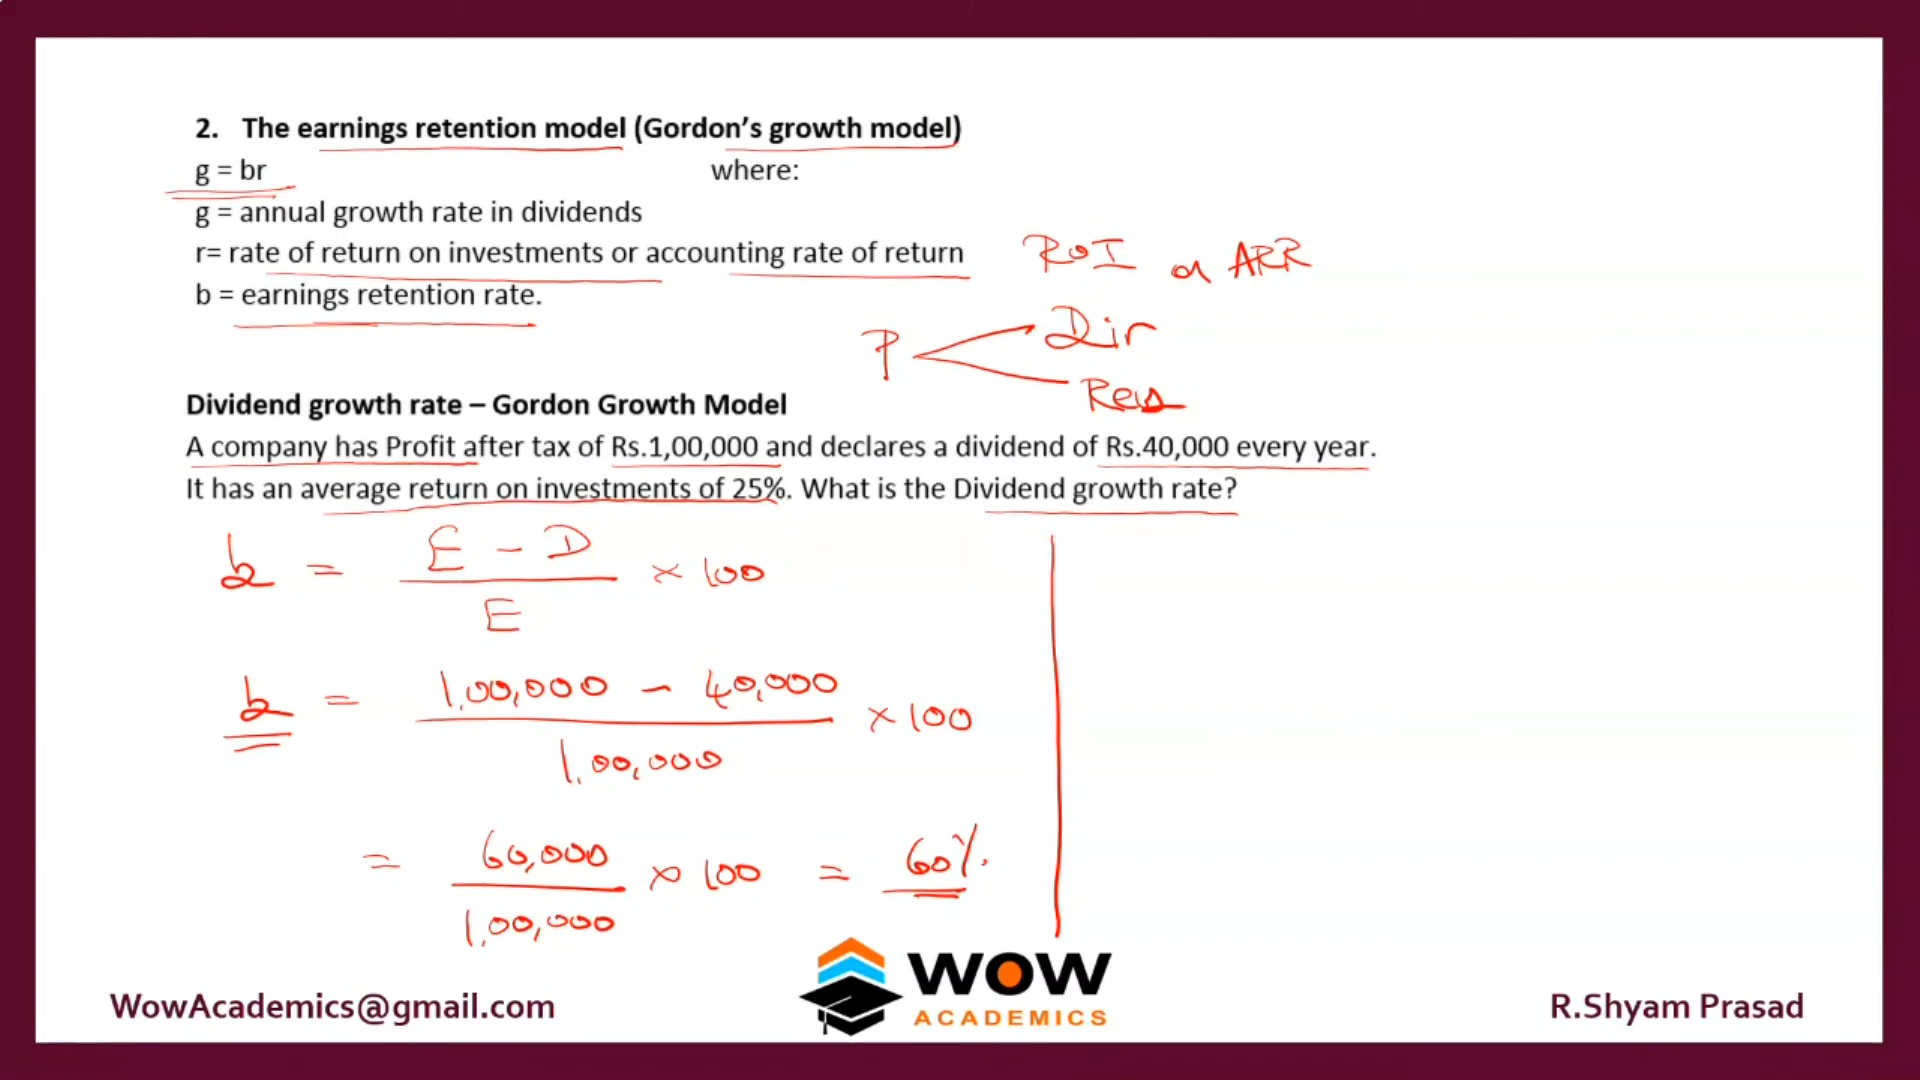 2. The earnings retention model (Gordon's growth model)
g = br where:
g = annual growth rate in dividends
r= rate of return on investments or accounting rate of return
ROI or ARR
b = earnings retention rate.
P Div
Res
Dividend growth rate – Gordon Growth Model
A company has Profit after tax of Rs.1,00,000 and declares a dividend of Rs.40,000 every year.
It has an average return on investments of 25%. What is the Dividend growth rate?
b = E - D / E × 100
b = 1,00,000 - 40,000 / 1,00,000 × 100
= 60,000 / 1,00,000 × 100 = 60%.
WowAcademics@gmail.com
WOW
ACADEMICS
R.Shyam Prasad